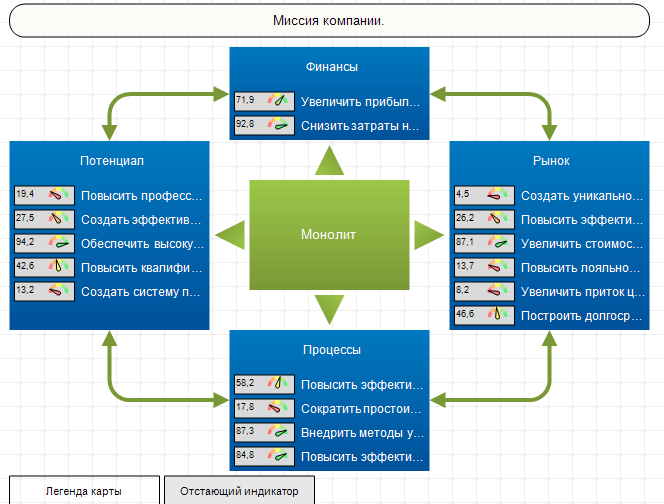 Миссия компании.
Финансы
71,9 Увеличить прибыл...
92,8 Снизить затраты н...
Потенциал
19,4 Повысить професс...
27,5 Создать эффектив...
94,2 Обеспечить высоку...
42,6 Повысить квалифи...
13,2 Создать систему п...
Монолит
Рынок
4,5 Создать уникально...
26,2 Повысить эффекти...
87,1 Увеличить стоимос...
13,7 Повысить лояльно...
8,2 Увеличить приток ц...
46,6 Построить долгоср...
Процессы
58,2 Повысить эффекти...
17,8 Сократить простои...
87,3 Внедрить методы у...
84,8 Повысить эффекти...
Легенда карты
Отстающий индикатор